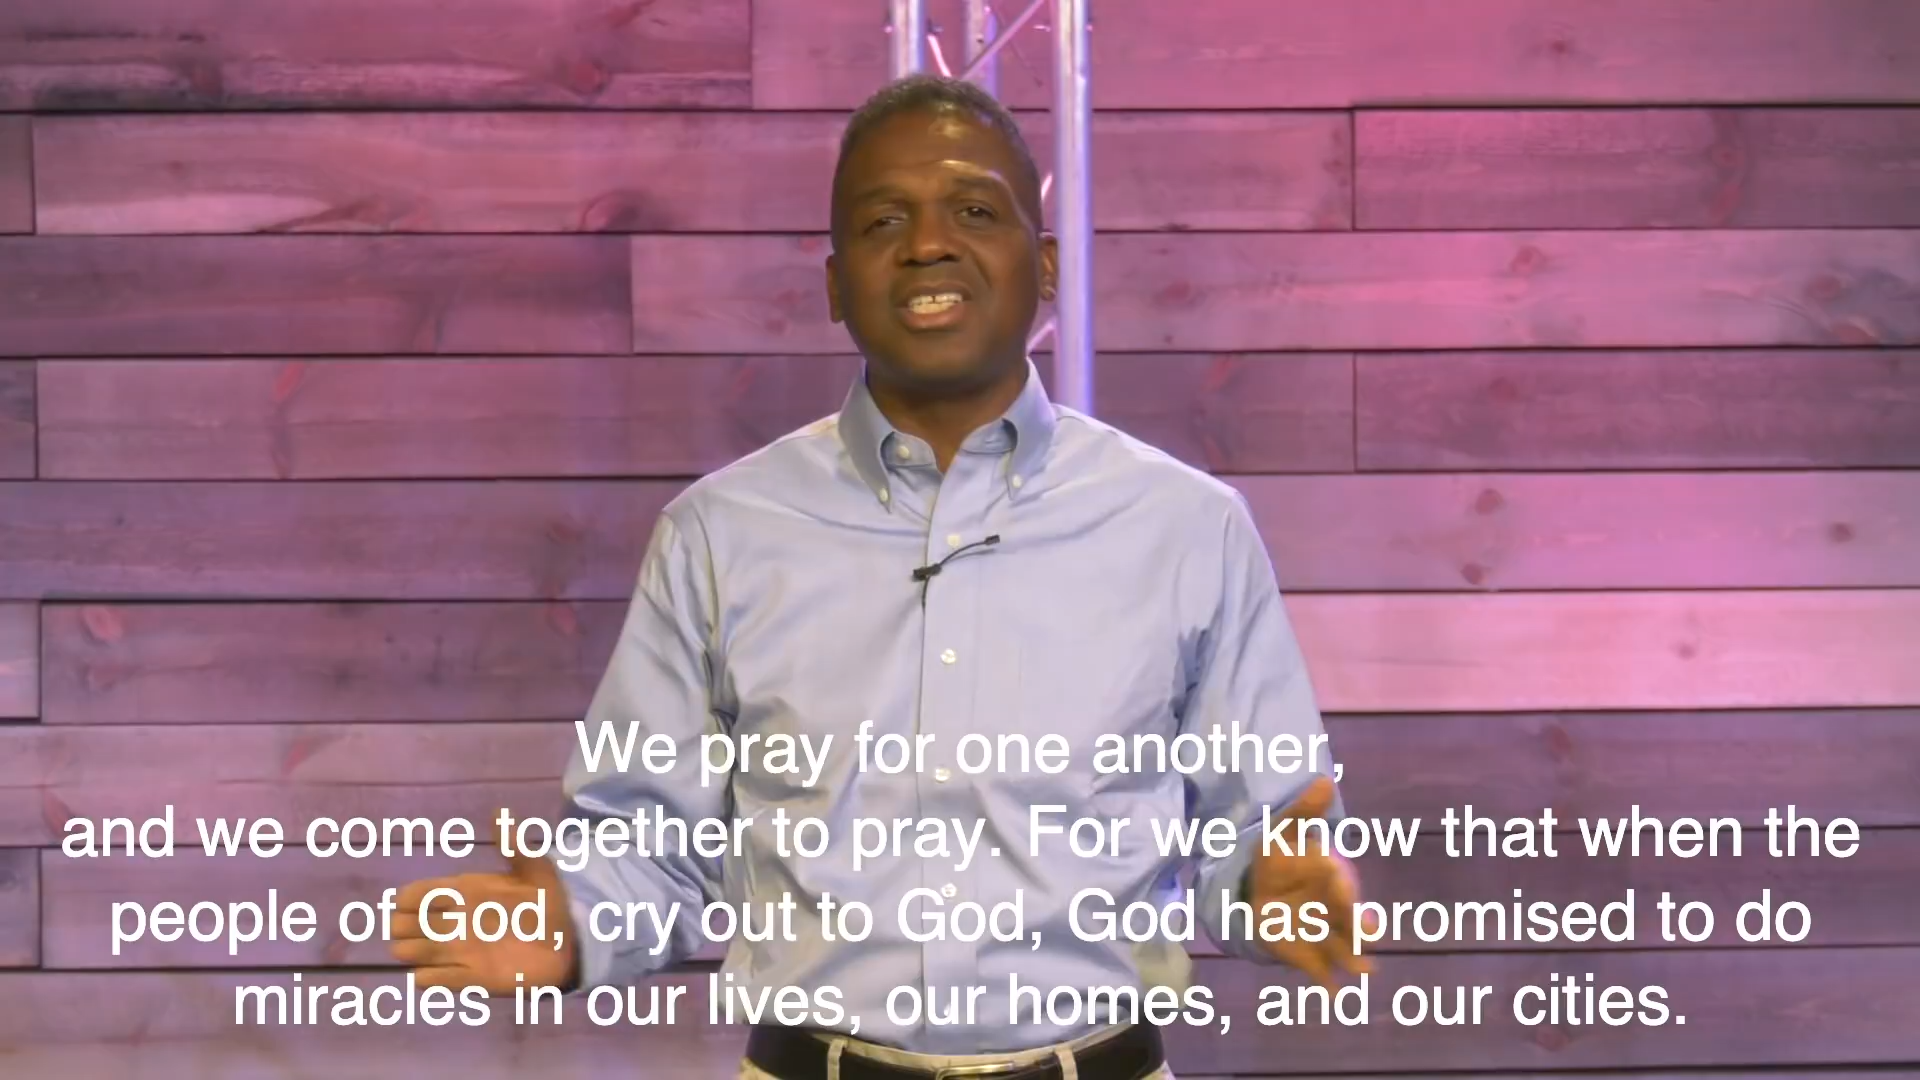 We pray for one another,
and we come together to pray. For we know that when the
people of God, cry out to God, God has promised to do
miracles in our lives, our homes, and our cities.